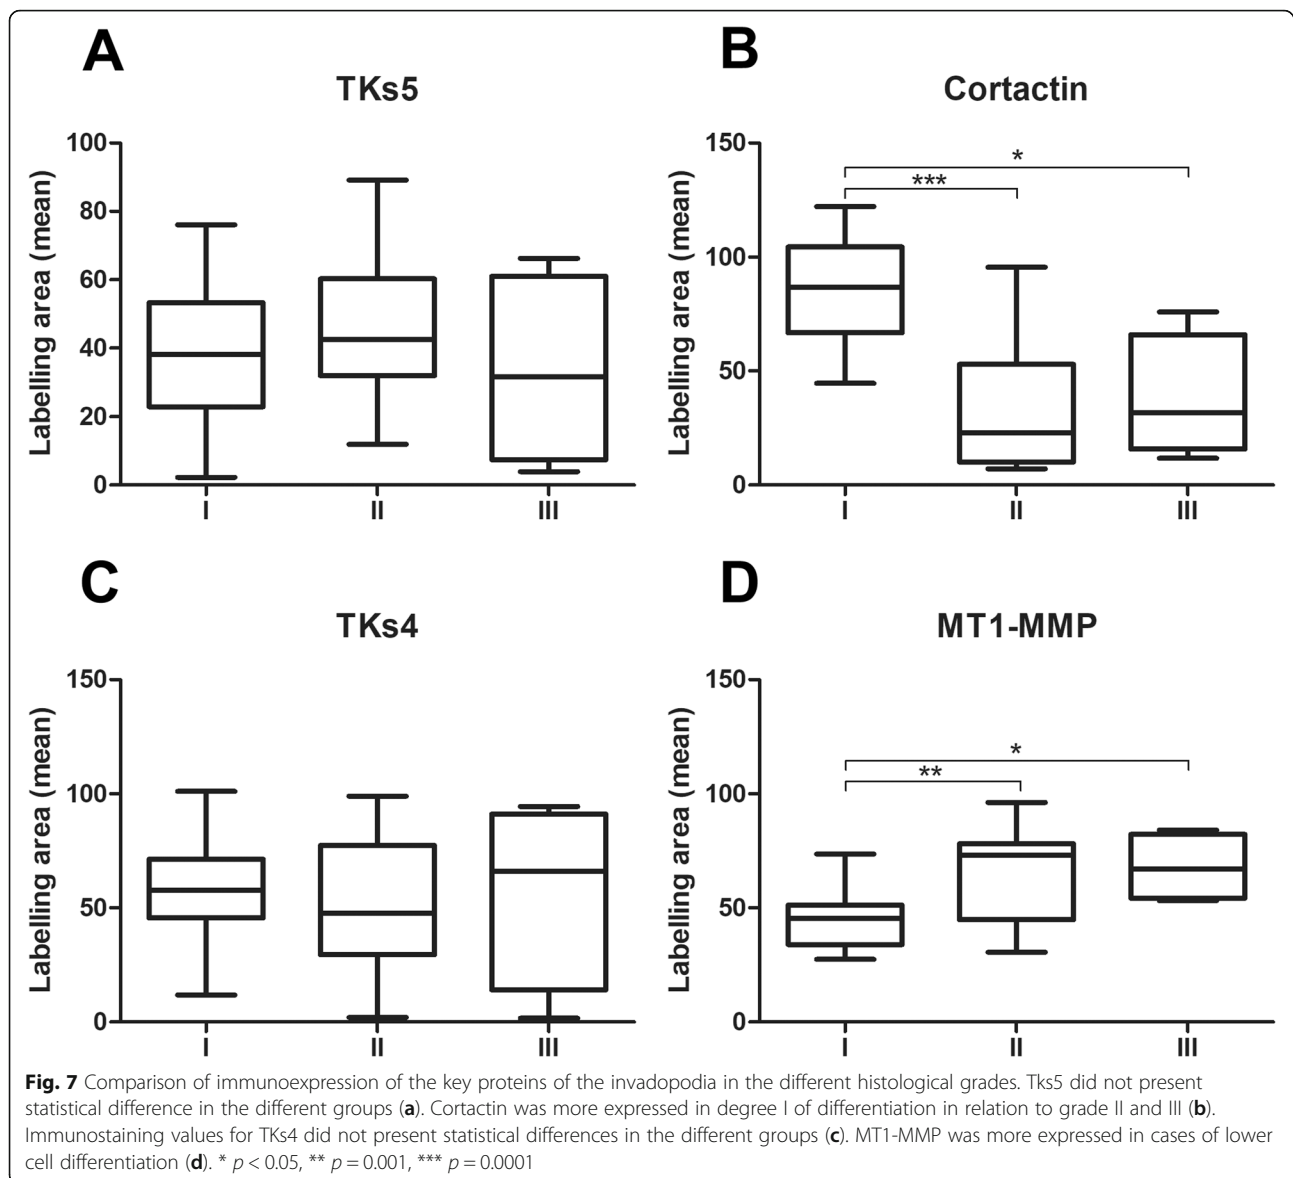 A
TKs5
Labelling area (mean)
100
80
60
40
20
0
I II III
B
Cortactin
Labelling area (mean)
150
100
50
0
*
***
I II III
C
TKs4
Labelling area (mean)
150
100
50
0
I II III
D
MT1-MMP
Labelling area (mean)
150
100
50
0
*
**
I II III
Fig. 7 Comparison of immunoexpression of the key proteins of the invadopodia in the different histological grades. Tks5 did not present
statistical difference in the different groups (a). Cortactin was more expressed in degree I of differentiation in relation to grade II and III (b).
Immunostaining values for TKs4 did not present statistical differences in the different groups (c). MT1-MMP was more expressed in cases of lower
cell differentiation (d). * p < 0.05, ** p = 0.001, *** p = 0.0001